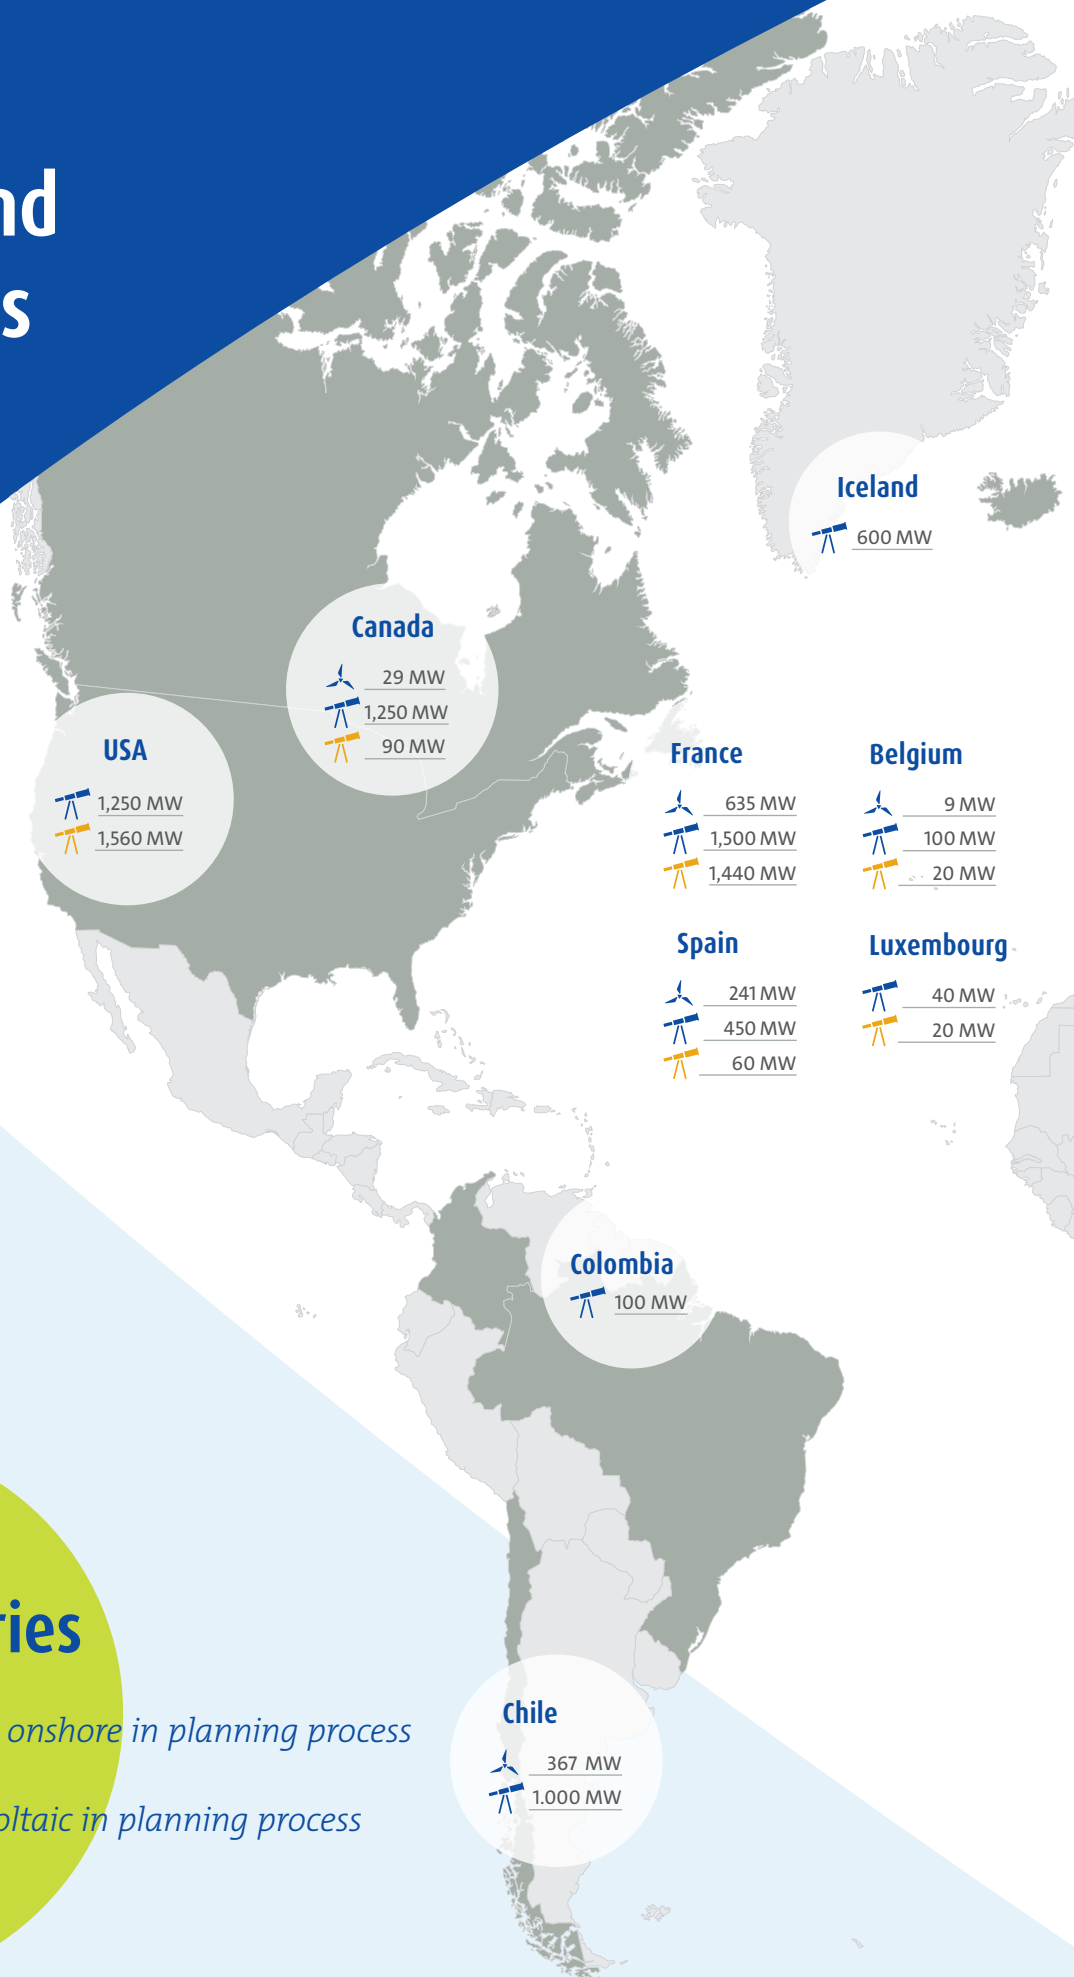 nd
s
Iceland
600 MW
Canada
29 MW
1,250 MW
90 MW
USA
1,250 MW
1,560 MW
France
635 MW
1,500 MW
1,440 MW
Belgium
9 MW
100 MW
20 MW
Spain
241 MW
450 MW
60 MW
Luxembourg
40 MW
20 MW
Colombia
100 MW
ries
onshore in planning process
oltaic in planning process
Chile
367 MW
1.000 MW